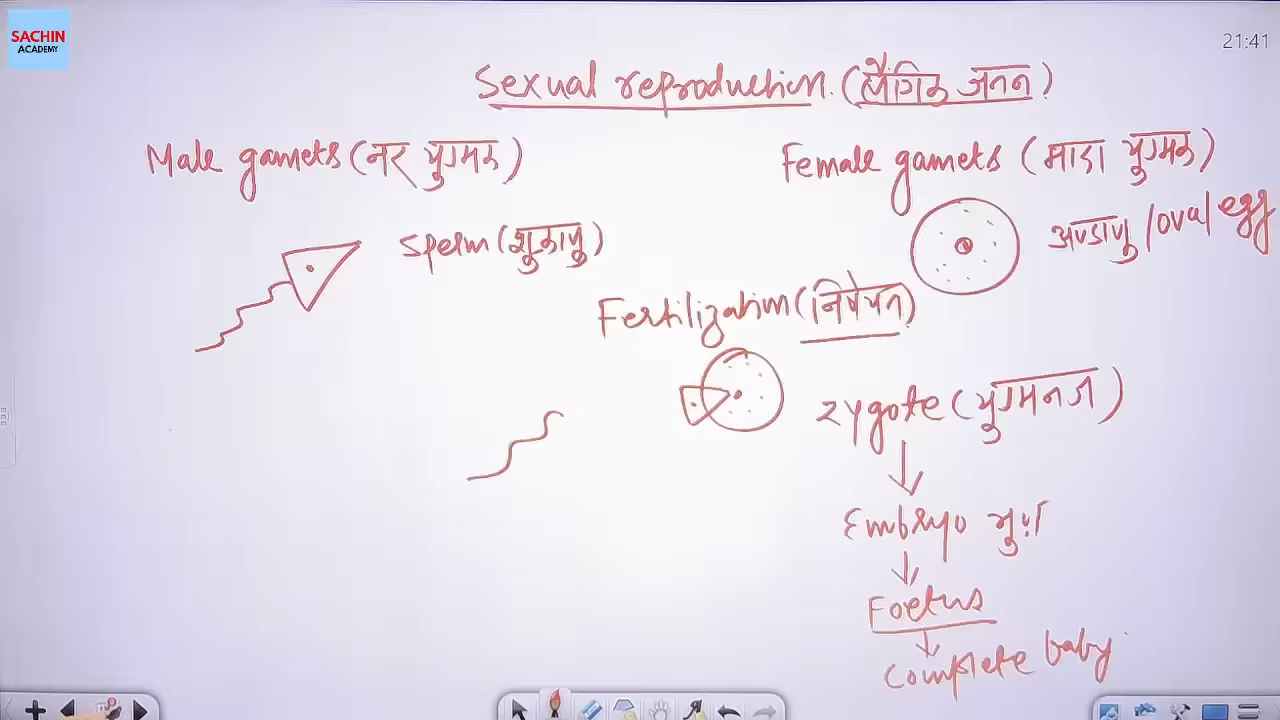 SACHIN
ACADEMY
21:41
Sexual reproduction (लैंगिक जनन)
Male gamets (नर युग्मक)
Female gamets (मादा युग्मक)
Sperm (शुक्राणु)
अण्डाणु / oval egg
Fertilization (निषेचन)
Zygote (युग्मनज)
Embryo भ्रूण
Foetus
Complete baby